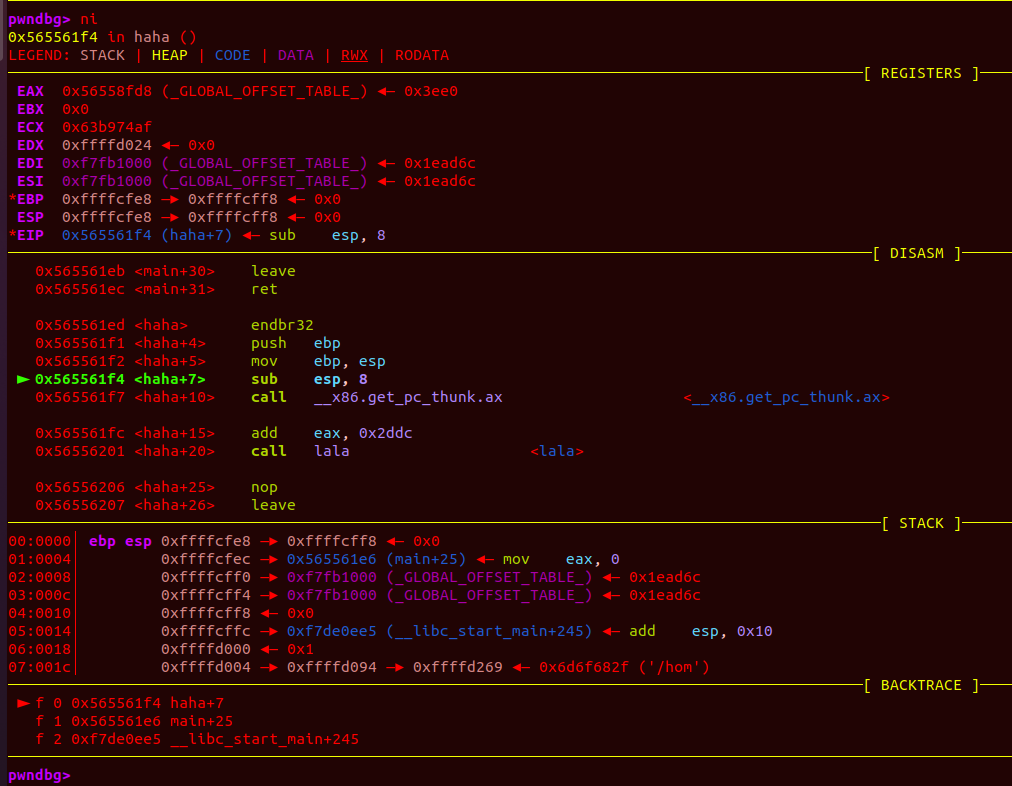 pwndbg> ni
0x565561f4 in haha ()
LEGEND: STACK | HEAP | CODE | DATA | RWX | RODATA
[ REGISTERS ]
EAX  0x56558fd8 (_GLOBAL_OFFSET_TABLE_) ◂— 0x3ee0
EBX  0x0
ECX  0x63b974af
EDX  0xffffd024 ◂— 0x0
EDI  0xf7fb1000 (_GLOBAL_OFFSET_TABLE_) ◂— 0x1ead6c
ESI  0xf7fb1000 (_GLOBAL_OFFSET_TABLE_) ◂— 0x1ead6c
*EBP  0xffffcfe8 —▸ 0xffffcff8 ◂— 0x0
ESP  0xffffcfe8 —▸ 0xffffcff8 ◂— 0x0
*EIP  0x565561f4 (haha+7) ◂— sub    esp, 8
[ DISASM ]
0x565561eb <main+30>    leave
0x565561ec <main+31>    ret
0x565561ed <haha>       endbr32
0x565561f1 <haha+4>     push   ebp
0x565561f2 <haha+5>     mov    ebp, esp
► 0x565561f4 <haha+7>     sub    esp, 8
0x565561f7 <haha+10>    call   __x86.get_pc_thunk.ax                    <__x86.get_pc_thunk.ax>
0x565561fc <haha+15>    add    eax, 0x2ddc
0x56556201 <haha+20>    call   lala                    <lala>
0x56556206 <haha+25>    nop
0x56556207 <haha+26>    leave
[ STACK ]
00:0000│ ebp esp 0xffffcfe8 —▸ 0xffffcff8 ◂— 0x0
01:0004│         0xffffcfec —▸ 0x565561e6 (main+25) ◂— mov    eax, 0
02:0008│         0xffffcff0 —▸ 0xf7fb1000 (_GLOBAL_OFFSET_TABLE_) ◂— 0x1ead6c
03:000c│         0xffffcff4 —▸ 0xf7fb1000 (_GLOBAL_OFFSET_TABLE_) ◂— 0x1ead6c
04:0010│         0xffffcff8 ◂— 0x0
05:0014│         0xffffcffc —▸ 0xf7de0ee5 (__libc_start_main+245) ◂— add    esp, 0x10
06:0018│         0xffffd000 ◂— 0x1
07:001c│         0xffffd004 —▸ 0xffffd094 —▸ 0xffffd269 ◂— 0x6d6f682f ('/hom')
[ BACKTRACE ]
► f 0 0x565561f4 haha+7
f 1 0x565561e6 main+25
f 2 0xf7de0ee5 __libc_start_main+245
pwndbg>